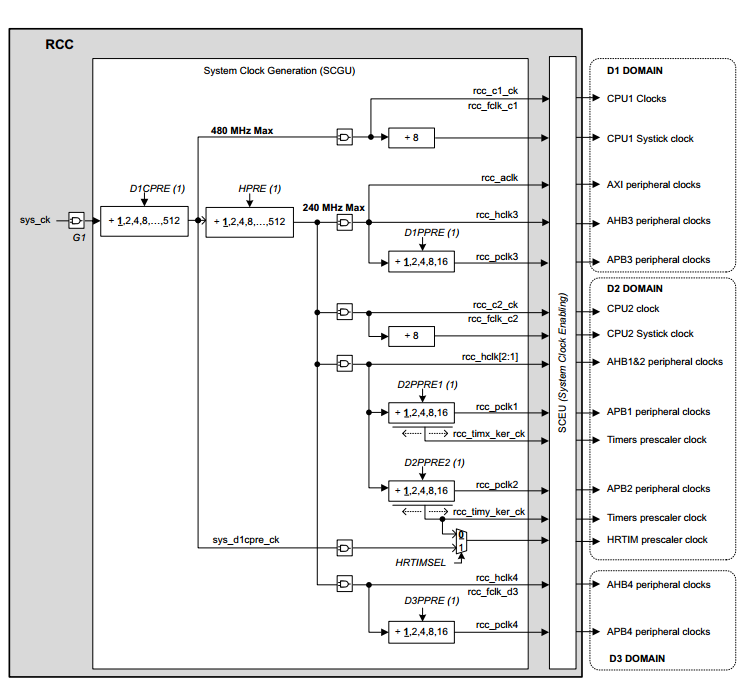 RCC
System Clock Generation (SCGU)
D1 DOMAIN
rcc_c1_ck
CPU1 Clocks
rcc_fclk_c1
480 MHz Max
÷ 8
CPU1 Systick clock
rcc_aclk
AXI peripheral clocks
D1CPRE (1)
HPRE (1)
240 MHz Max
sys_ck
÷ 1,2,4,8,...,512
÷ 1,2,4,8,...,512
rcc_hclk3
AHB3 peripheral clocks
G1
D1PPRE (1)
÷ 1,2,4,8,16
rcc_pclk3
APB3 peripheral clocks
D2 DOMAIN
rcc_c2_ck
CPU2 clock
rcc_fclk_c2
÷ 8
CPU2 Systick clock
rcc_hclk[2:1]
AHB1&2 peripheral clocks
SCEU (System Clock Enabling)
D2PPRE1 (1)
÷ 1,2,4,8,16
rcc_pclk1
APB1 peripheral clocks
rcc_timx_ker_ck
Timers prescaler clock
D2PPRE2 (1)
÷ 1,2,4,8,16
rcc_pclk2
APB2 peripheral clocks
rcc_timy_ker_ck
Timers prescaler clock
sys_d1cpre_ck
0
1
HRTIM prescaler clock
HRTIMSEL
rcc_hclk4
AHB4 peripheral clocks
rcc_fclk_d3
D3PPRE (1)
÷ 1,2,4,8,16
rcc_pclk4
APB4 peripheral clocks
D3 DOMAIN